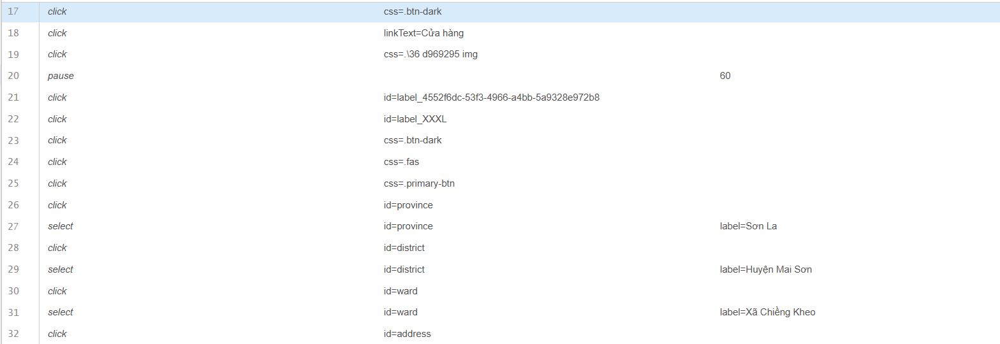 17 click css=.btn-dark
18 click linkText=Cửa hàng
19 click css=.\36 d969295 img
20 pause 60
21 click id=label_4552f6dc-53f3-4966-a4bb-5a9328e972b8
22 click id=label_XXXL
23 click css=.btn-dark
24 click css=.fas
25 click css=.primary-btn
26 click id=province
27 select id=province label=Sơn La
28 click id=district
29 select id=district label=Huyện Mai Sơn
30 click id=ward
31 select id=ward label=Xã Chiềng Kheo
32 click id=address